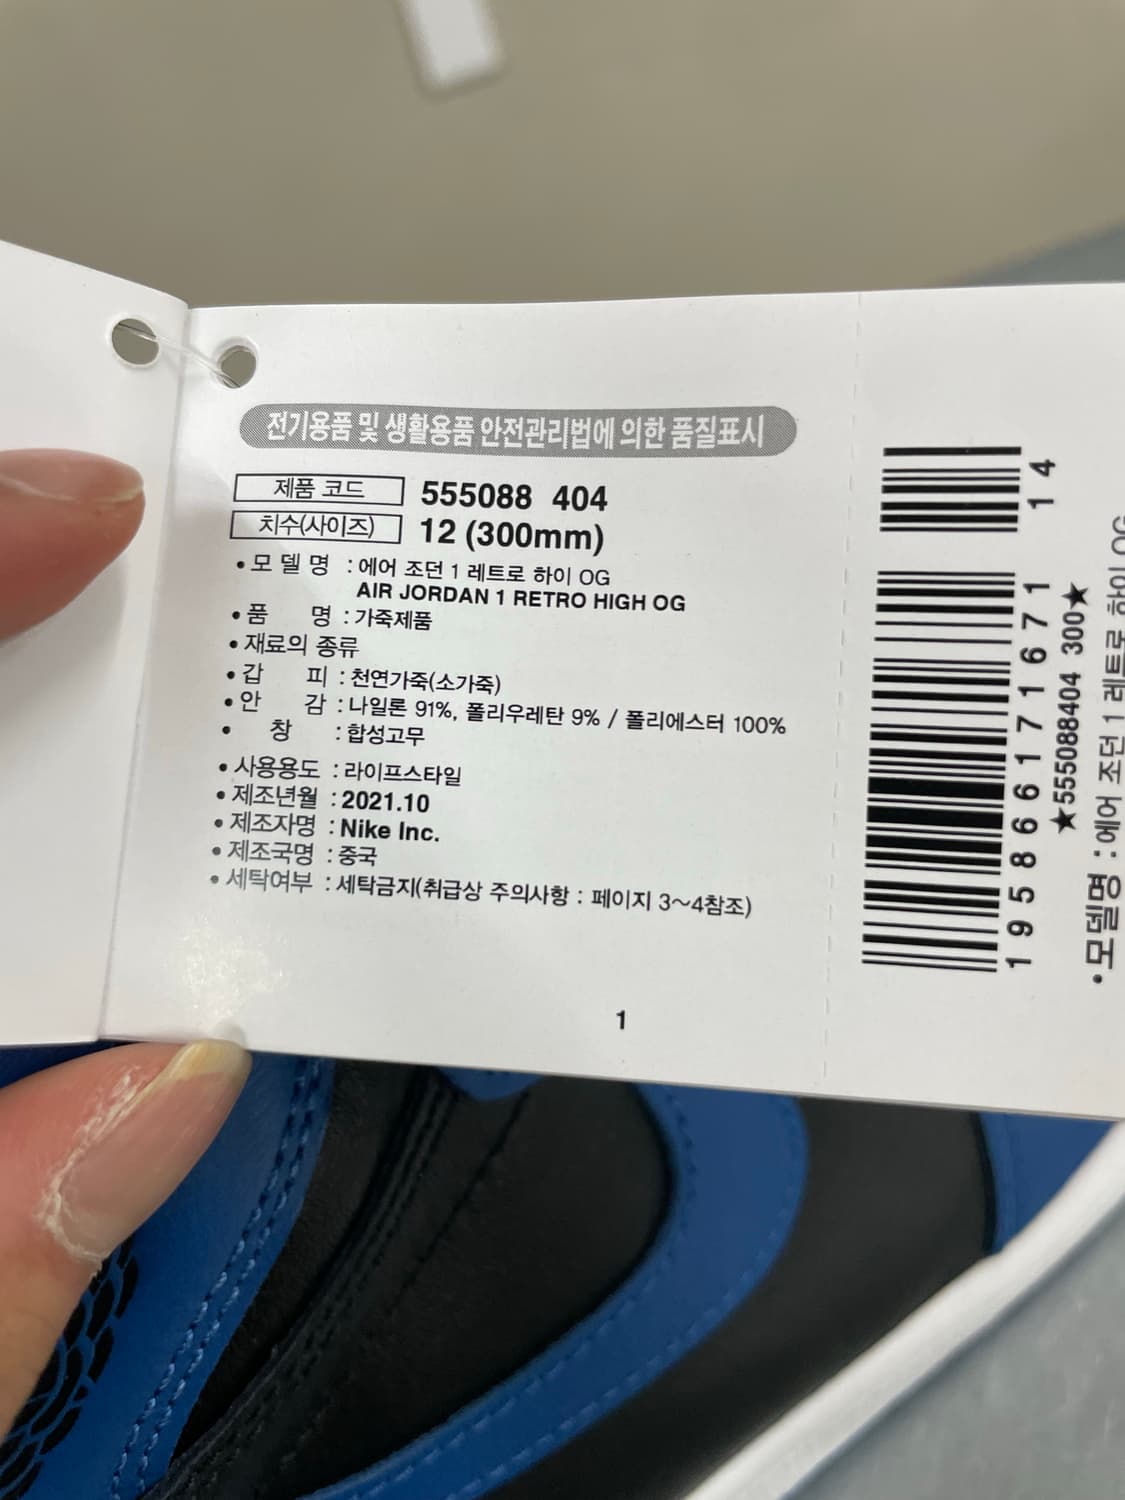 전기용품 및 생활용품 안전관리법에 의한 품질표시
제품 코드 555088 404
치수(사이즈) 12 (300mm)
• 모 델 명 : 에어 조던 1 레트로 하이 OG
AIR JORDAN 1 RETRO HIGH OG
• 품 명 : 가죽제품
• 재료의 종류
• 갑 피 : 천연가죽(소가죽)
• 안 감 : 나일론 91%, 폴리우레탄 9% / 폴리에스터 100%
• 창 : 합성고무
• 사용용도 : 라이프스타일
• 제조년월 : 2021.10
• 제조자명 : Nike Inc.
• 제조국명 : 중국
• 세탁여부 : 세탁금지(취급상 주의사항 : 페이지 3~4참조)
1
195866171671 14
★555088404 300★
• 모델명 : 에어 조던 1 레트로 하이 OG